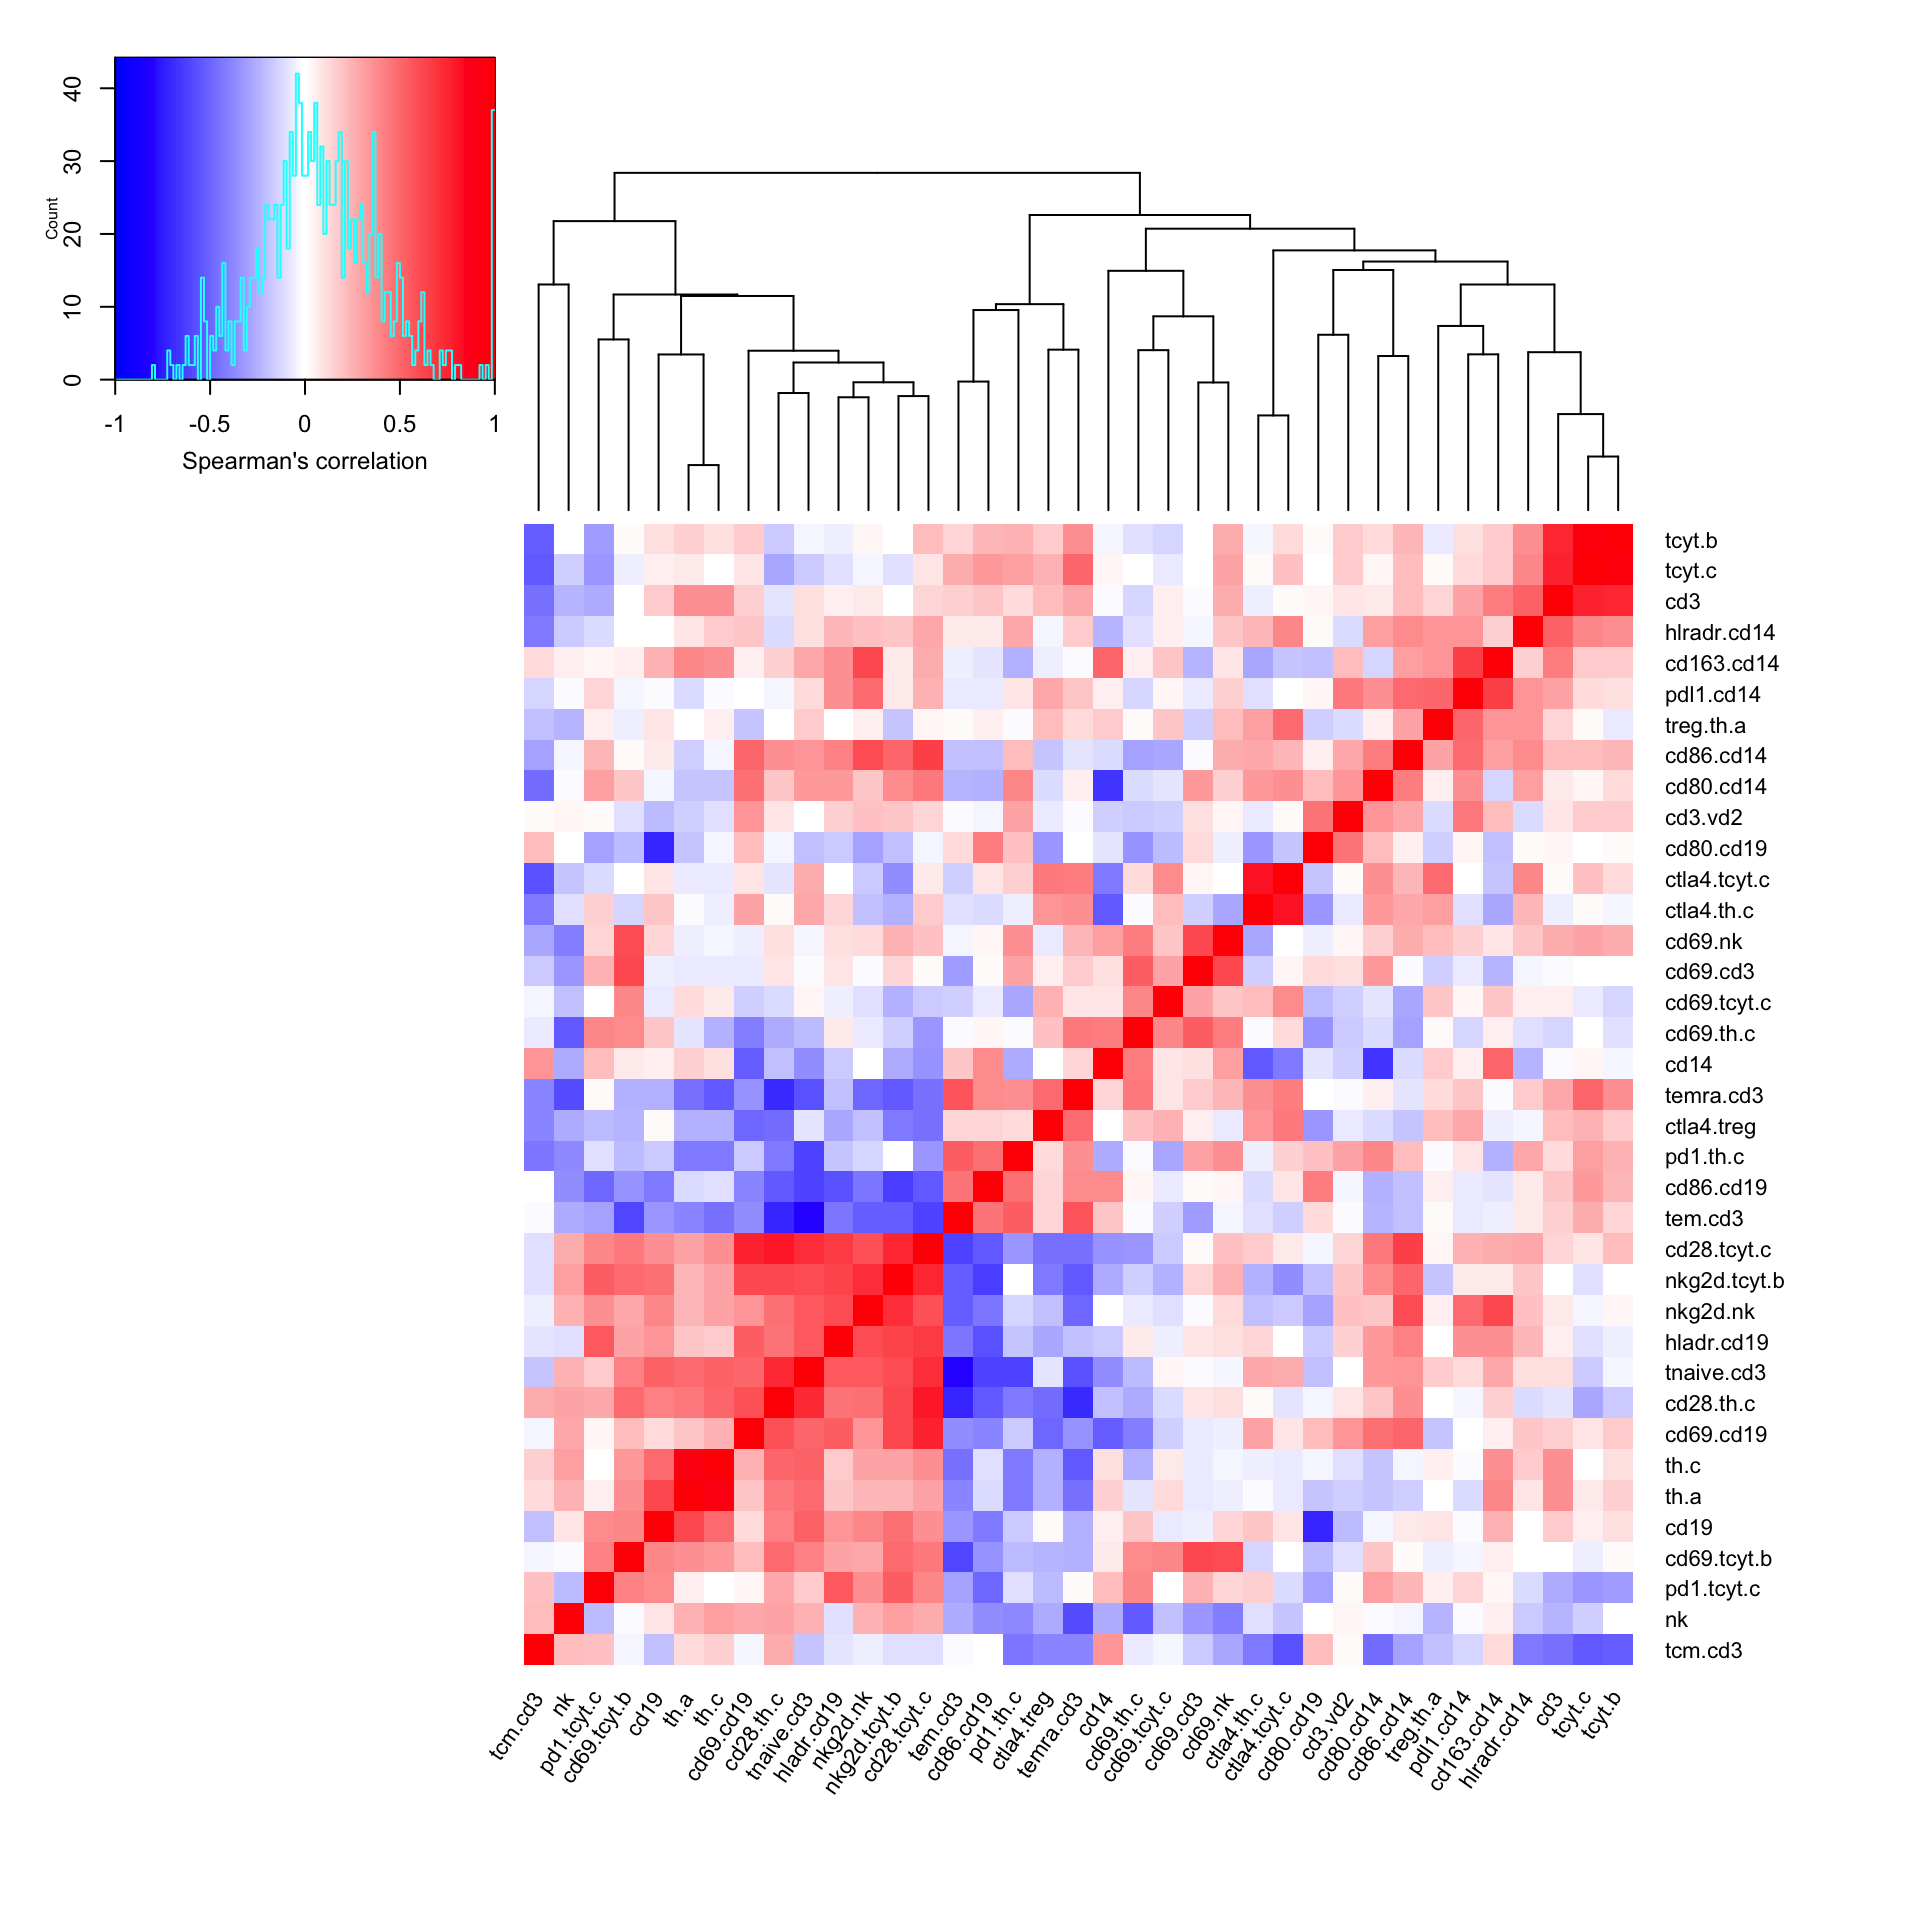 40
30
20
10
0
Count
-1
-0.5
0
0.5
1
Spearman's correlation
tcyt.b
tcyt.c
cd3
hlradr.cd14
cd163.cd14
pdl1.cd14
treg.th.a
cd86.cd14
cd80.cd14
cd3.vd2
cd80.cd19
ctla4.tcyt.c
ctla4.th.c
cd69.nk
cd69.cd3
cd69.tcyt.c
cd69.th.c
cd14
temra.cd3
ctla4.treg
pd1.th.c
cd86.cd19
tem.cd3
cd28.tcyt.c
nkg2d.tcyt.b
nkg2d.nk
hladr.cd19
tnaive.cd3
cd28.th.c
cd69.cd19
th.c
th.a
cd19
cd69.tcyt.b
pd1.tcyt.c
nk
tcm.cd3
tcm.cd3
nk
pd1.tcyt.c
cd69.tcyt.b
cd19
th.a
th.c
cd69.cd19
cd28.th.c
tnaive.cd3
hladr.cd19
nkg2d.nk
nkg2d.tcyt.b
cd28.tcyt.c
tem.cd3
cd86.cd19
pd1.th.c
ctla4.treg
temra.cd3
cd14
cd69.th.c
cd69.tcyt.c
cd69.cd3
cd69.nk
ctla4.th.c
ctla4.tcyt.c
cd80.cd19
cd3.vd2
cd80.cd14
cd86.cd14
treg.th.a
pdl1.cd14
cd163.cd14
hlradr.cd14
cd3
tcyt.c
tcyt.b